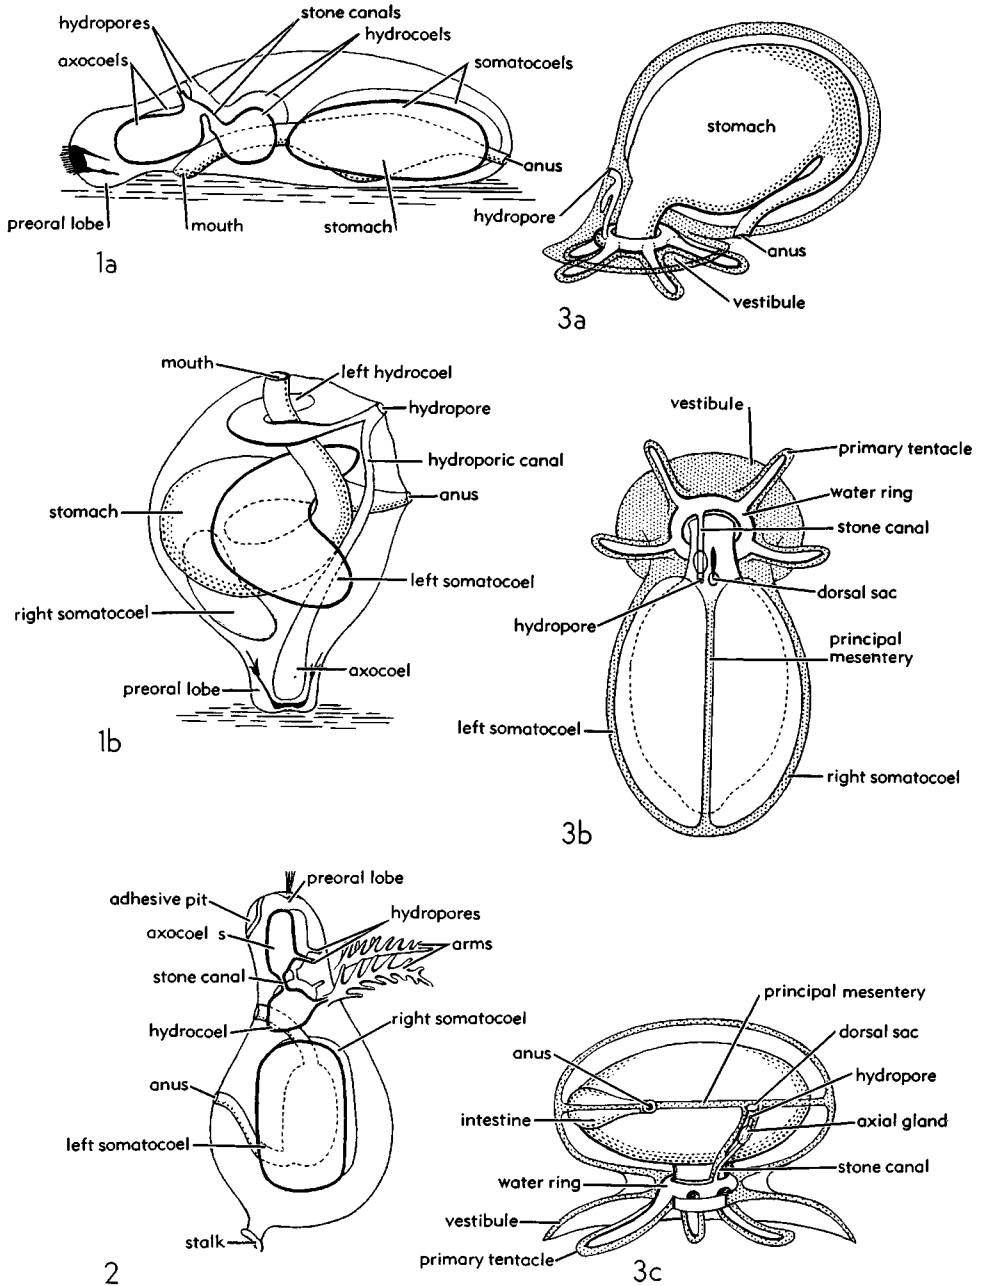 hydropores
stone canals
hydrocoels
axocoels
somatocoels
anus
preoral lobe
mouth
stomach
1a
stomach
hydropore
anus
vestibule
3a
mouth
left hydrocoel
hydropore
hydroporic canal
anus
stomach
left somatocoel
right somatocoel
axocoel
preoral lobe
1b
vestibule
primary tentacle
water ring
stone canal
dorsal sac
hydropore
principal
mesentery
left somatocoel
right somatocoel
3b
preoral lobe
adhesive pit
hydropores
axocoel s
arms
stone canal
hydrocoel
right somatocoel
anus
left somatocoel
stalk
2
principal mesentery
dorsal sac
anus
hydropore
intestine
axial gland
stone canal
water ring
vestibule
primary tentacle
3c